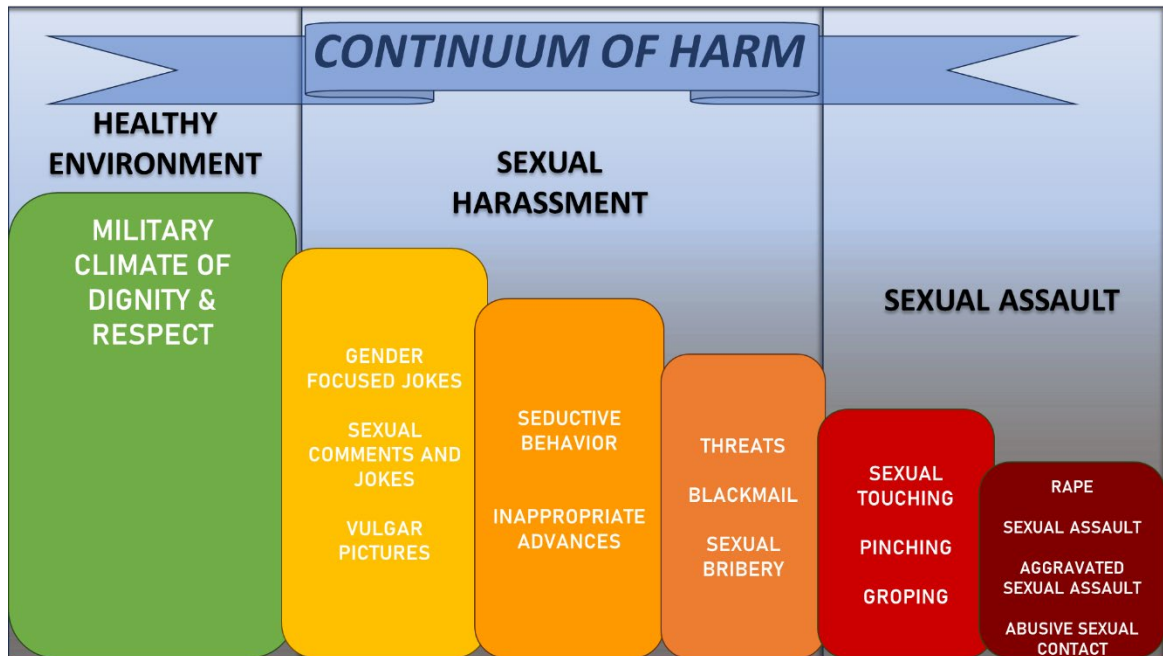 CONTINUUM OF HARM
HEALTHY
ENVIRONMENT
MILITARY
CLIMATE OF
DIGNITY &
RESPECT
SEXUAL
HARASSMENT
GENDER
FOCUSED JOKES
SEXUAL
COMMENTS AND
JOKES
VULGAR
PICTURES
SEDUCTIVE
BEHAVIOR
INAPPROPRIATE
ADVANCES
THREATS
BLACKMAIL
SEXUAL
BRIBERY
SEXUAL ASSAULT
SEXUAL
TOUCHING
PINCHING
GROPING
RAPE
SEXUAL ASSAULT
AGGRAVATED
SEXUAL ASSAULT
ABUSIVE SEXUAL
CONTACT